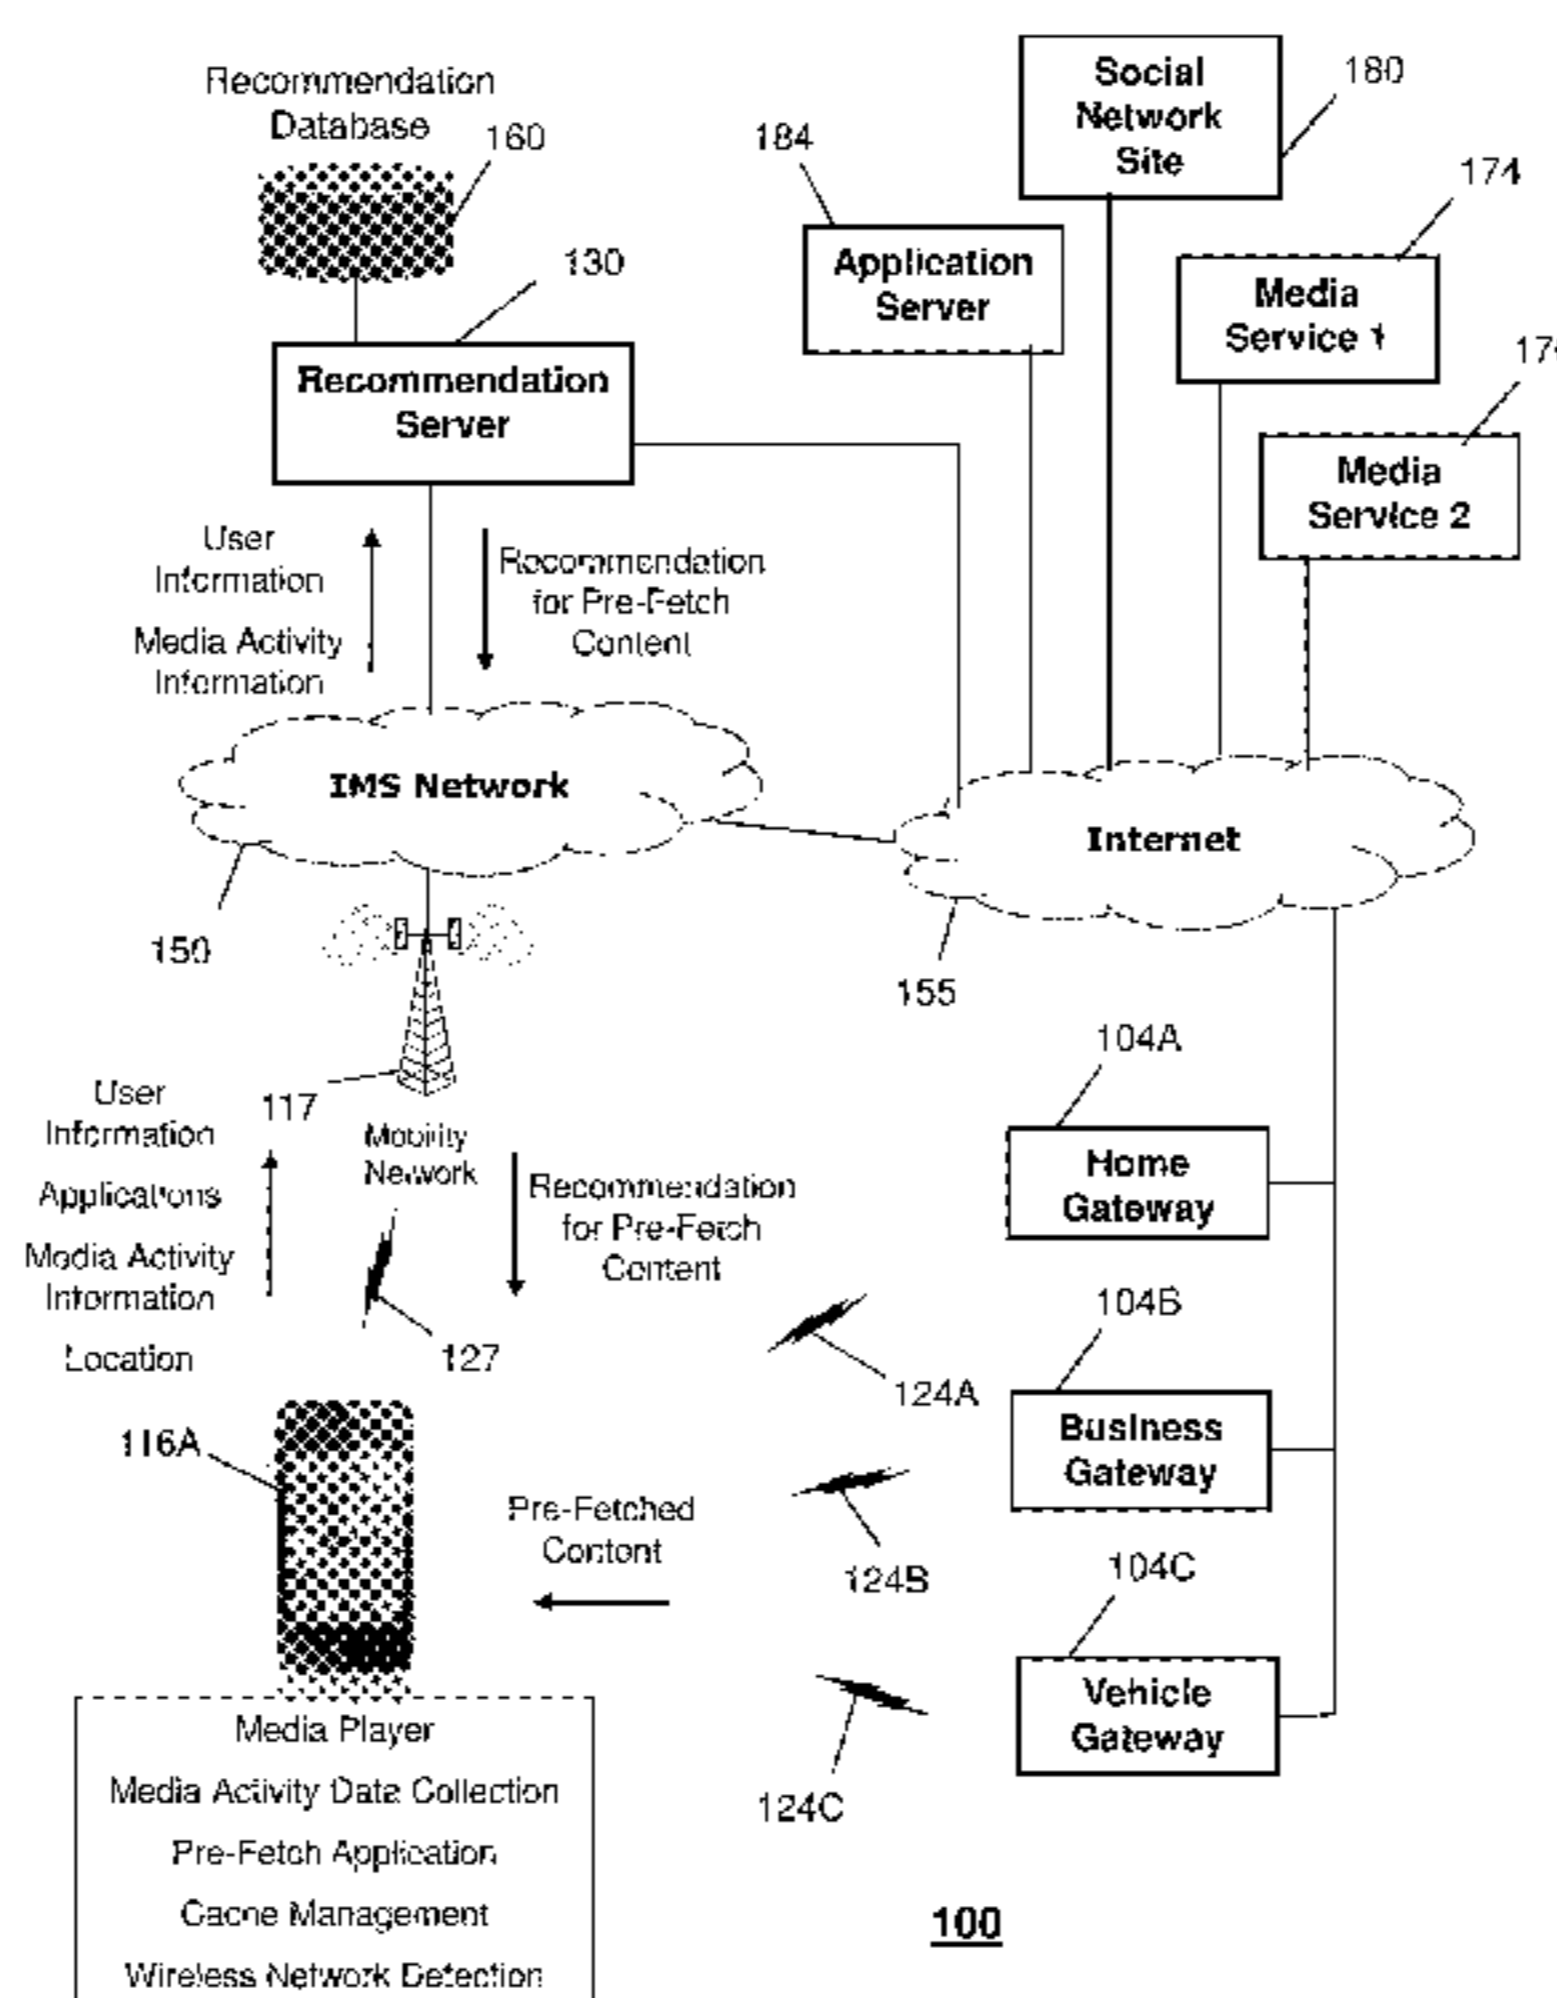 Recommendation
Database
160
130
Recommendation
Server
184
Application
Server
Social
Network
Site
180
174
Media
Service 1
Media
Service 2
User
Information
Media Activity
Information
Recommendation
for Pre-Fetch
Content
IMS Network
150
Internet
155
117
Mobility
Network
User
Information
Applications
Media Activity
Information
Location
Recommendation
for Pre-Fetch
Content
127
104A
Home
Gateway
104B
Business
Gateway
104C
Vehicle
Gateway
124A
124B
124C
116A
Pre-Fetched
Content
Media Player
Media Activity Data Collection
Pre-Fetch Application
Cache Management
Wireless Network Detection
100